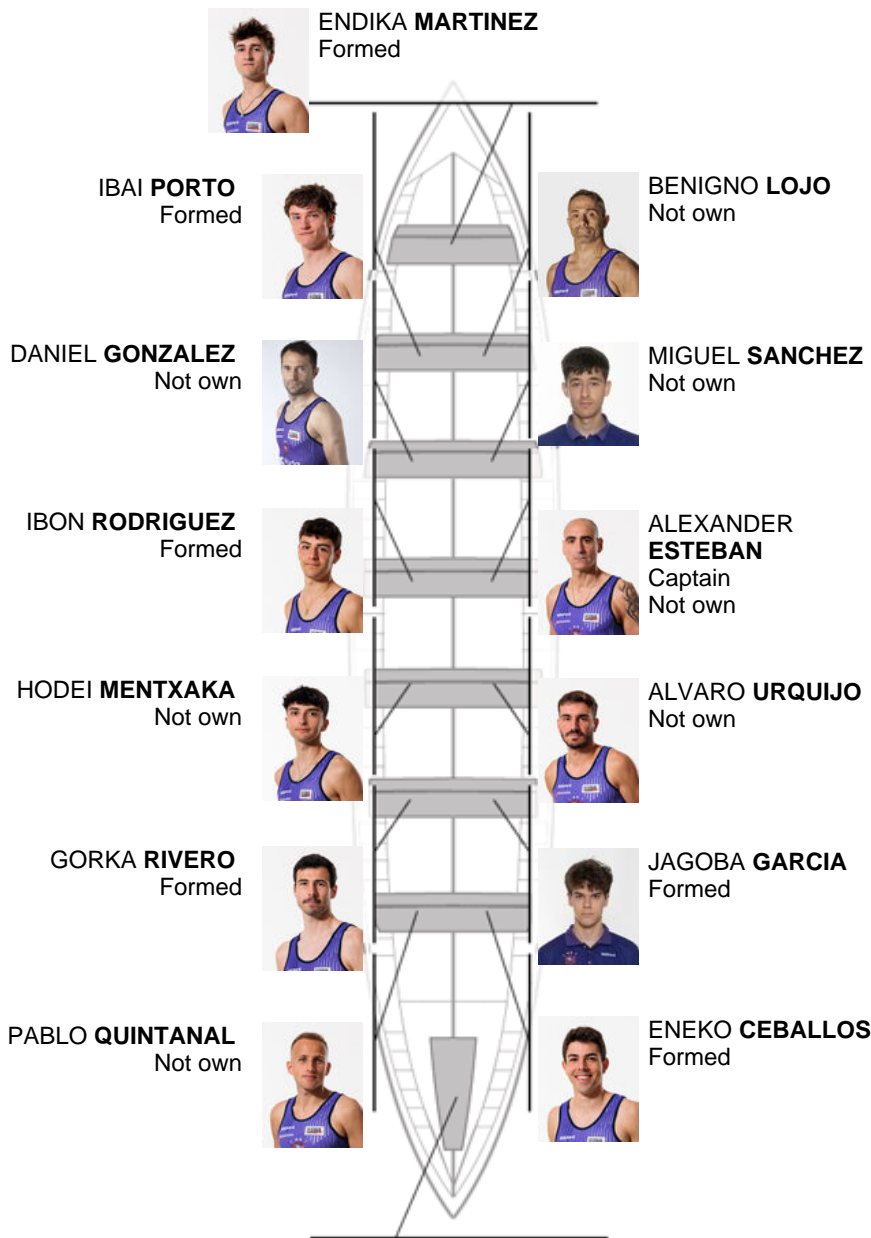 ENDIKA MARTINEZ
Formed
IBAI PORTO
Formed
BENIGNO LOJO
Not own
DANIEL GONZALEZ
Not own
MIGUEL SANCHEZ
Not own
IBON RODRIGUEZ
Formed
ALEXANDER
ESTEBAN
Captain
Not own
HODEI MENTXAKA
Not own
ALVARO URQUIJO
Not own
GORKA RIVERO
Formed
JAGOBA GARCIA
Formed
PABLO QUINTANAL
Not own
ENEKO CEBALLOS
Formed